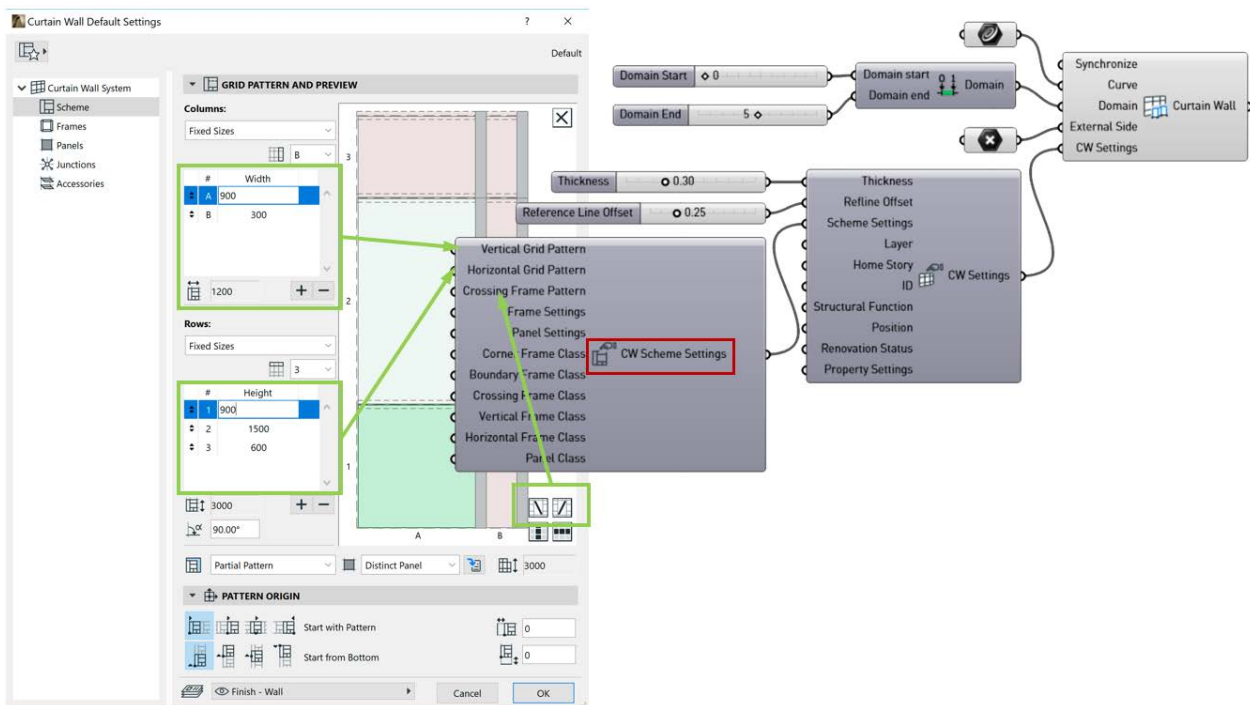 Curtain Wall Default Settings
?
Default
Curtain Wall System
Scheme
Frames
Panels
Junctions
Accessories
GRID PATTERN AND PREVIEW
Columns:
Fixed Sizes
B
# Width
A 900
B 300
1200
Rows:
Fixed Sizes
3
# Height
1 900
2 1500
3 600
3000
90.00°
3
2
1
A B
Partial Pattern
Distinct Panel
3000
PATTERN ORIGIN
Start with Pattern
0
Start from Bottom
0
Finish - Wall
Cancel
OK
Domain Start 0
Domain End 5
Domain start
Domain end
0 1
Domain
Synchronize
Curve
Domain
External Side
CW Settings
Curtain Wall
Thickness 0.30
Reference Line Offset 0.25
Thickness
Refline Offset
Scheme Settings
Layer
Home Story
ID
Structural Function
Position
Renovation Status
Property Settings
CW Settings
Vertical Grid Pattern
Horizontal Grid Pattern
Crossing Frame Pattern
Frame Settings
Panel Settings
Corner Frame Class
Boundary Frame Class
Crossing Frame Class
Vertical Frame Class
Horizontal Frame Class
Panel Class
CW Scheme Settings